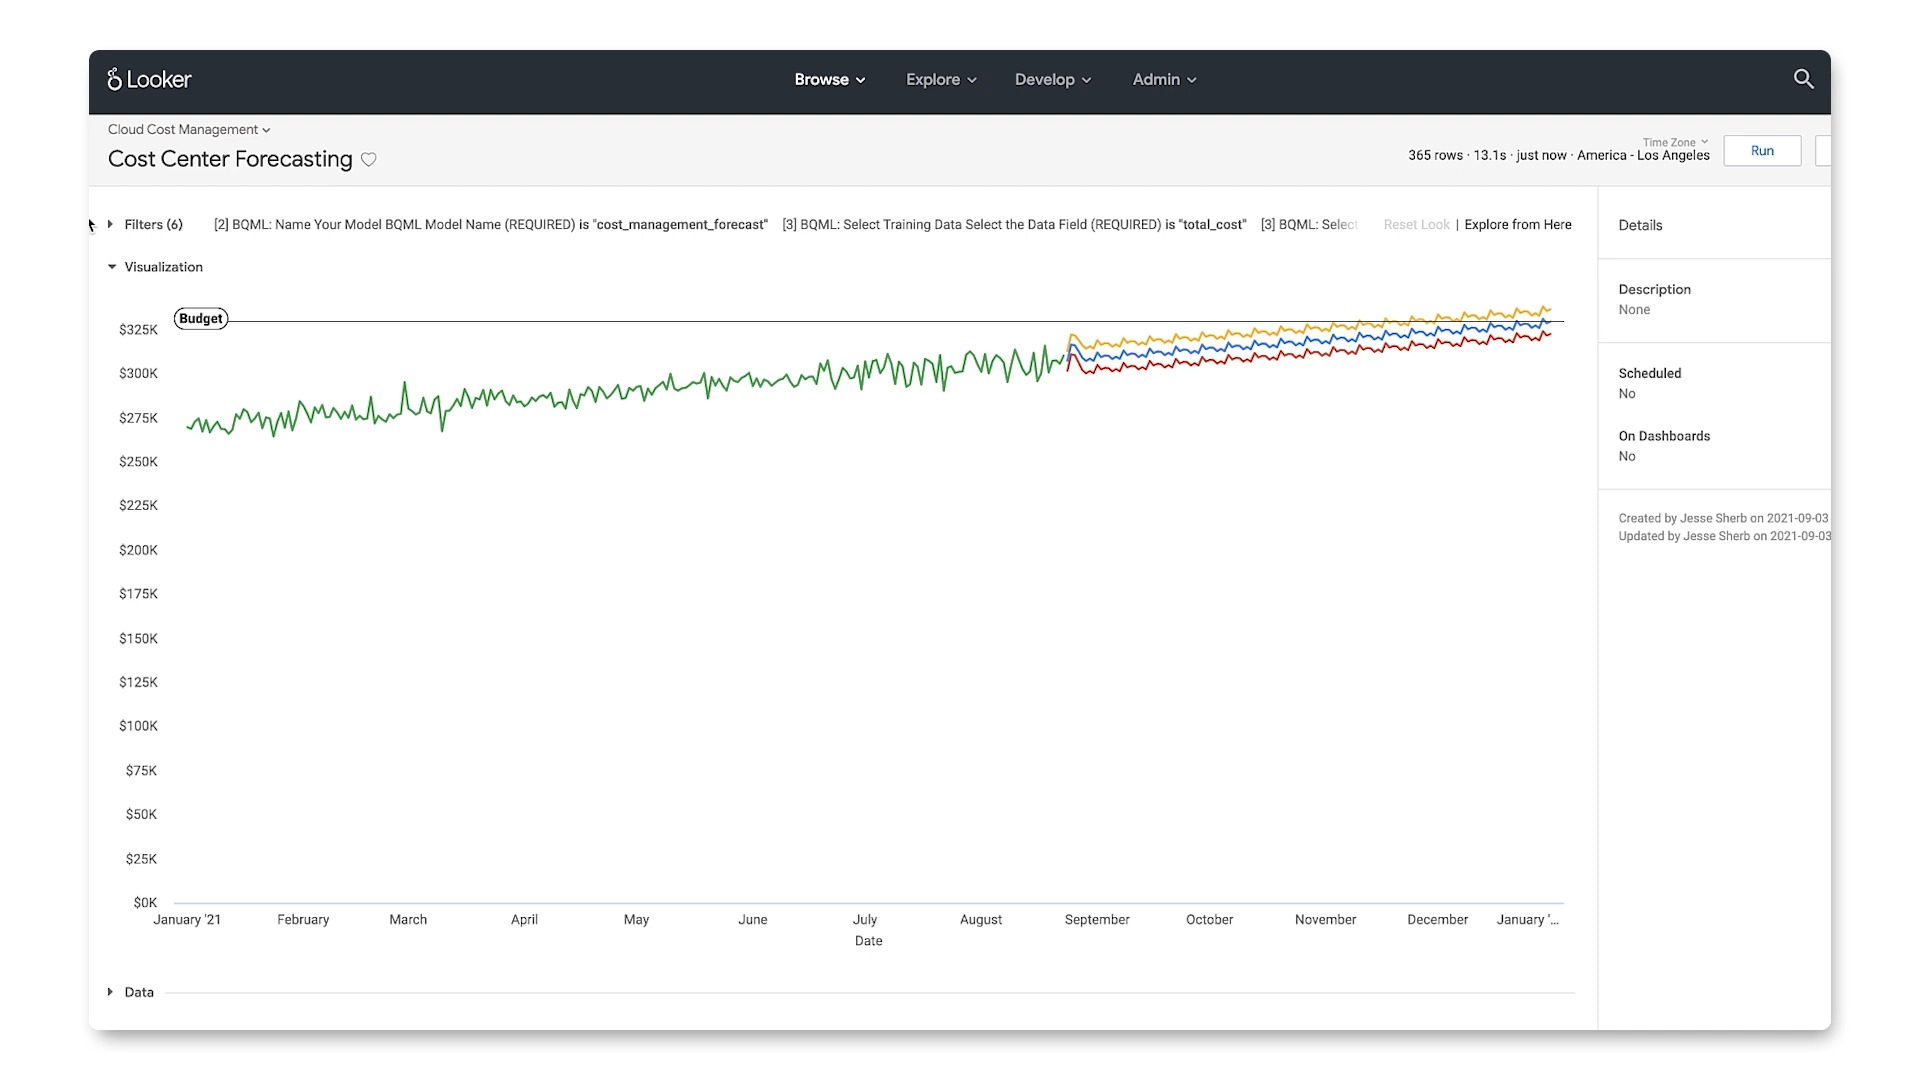 Looker
Browse
Explore
Develop
Admin
Cloud Cost Management
Cost Center Forecasting
Time Zone
365 rows · 13.1s · just now · America - Los Angeles
Run
Filters (6)
[2] BQML: Name Your Model BQML Model Name (REQUIRED) is "cost_management_forecast"
[3] BQML: Select Training Data Select the Data Field (REQUIRED) is "total_cost"
[3] BQML: Select
Reset Look | Explore from Here
Visualization
Budget
$325K
$300K
$275K
$250K
$225K
$200K
$175K
$150K
$125K
$100K
$75K
$50K
$25K
$0K
January '21
February
March
April
May
June
July
August
September
October
November
December
January '...
Date
Data
Details
Description
None
Scheduled
No
On Dashboards
No
Created by Jesse Sherb on 2021-09-03
Updated by Jesse Sherb on 2021-09-03